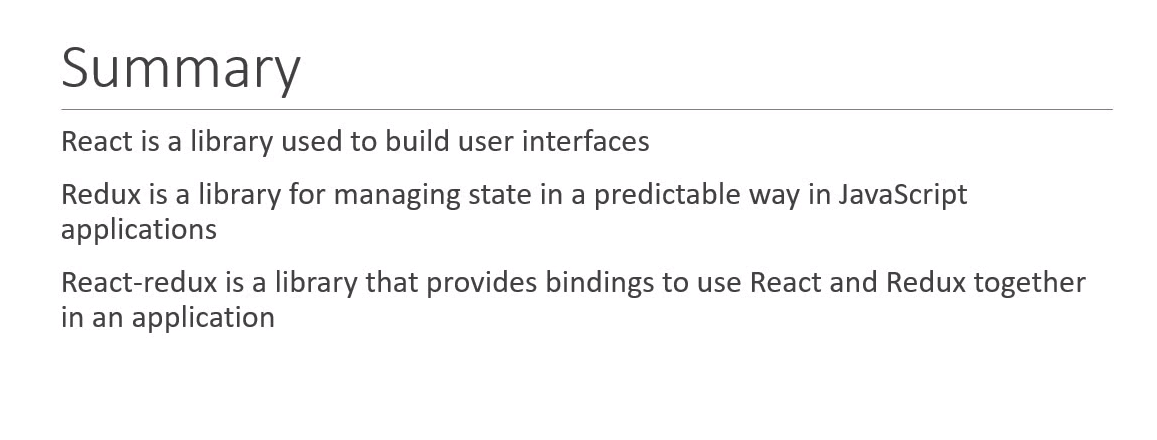 Summary
React is a library used to build user interfaces
Redux is a library for managing state in a predictable way in JavaScript
applications
React-redux is a library that provides bindings to use React and Redux together
in an application